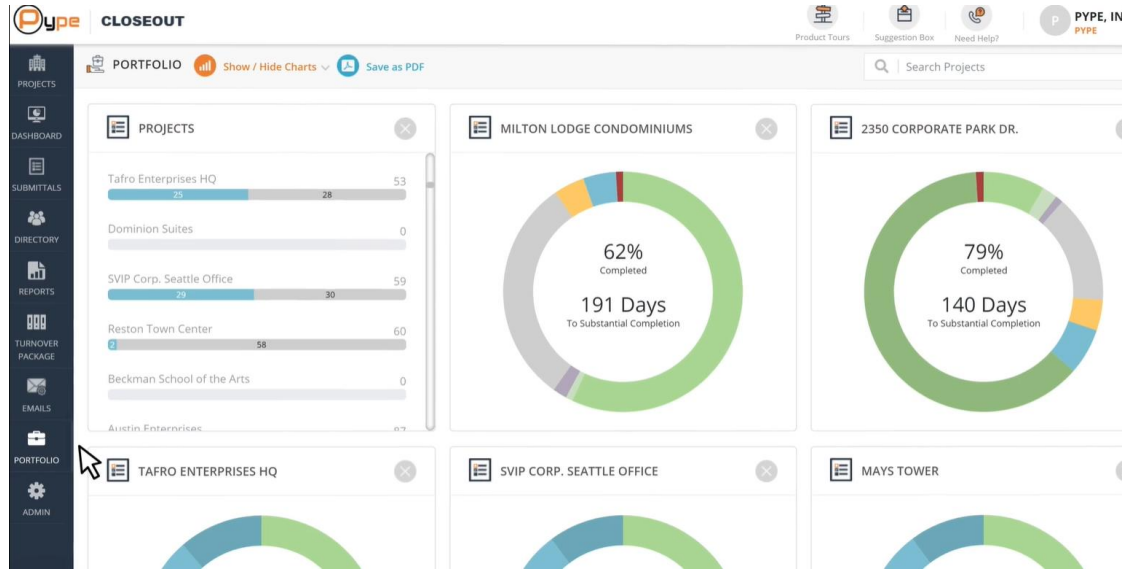 Pype CLOSEOUT
Product Tours
Suggestion Box
Need Help?
P
PYPE, IN
PYPE
PROJECTS
DASHBOARD
SUBMITTALS
DIRECTORY
REPORTS
TURNOVER
PACKAGE
EMAILS
PORTFOLIO
ADMIN
PORTFOLIO Show / Hide Charts Save as PDF
Search Projects
PROJECTS
Tafro Enterprises HQ 53
25 28
Dominion Suites 0
SVIP Corp. Seattle Office 59
29 30
Reston Town Center 60
2 58
Beckman School of the Arts 0
Austin Enterprises 87
MILTON LODGE CONDOMINIUMS
62%
Completed
191 Days
To Substantial Completion
2350 CORPORATE PARK DR.
79%
Completed
140 Days
To Substantial Completion
TAFRO ENTERPRISES HQ
SVIP CORP. SEATTLE OFFICE
MAYS TOWER